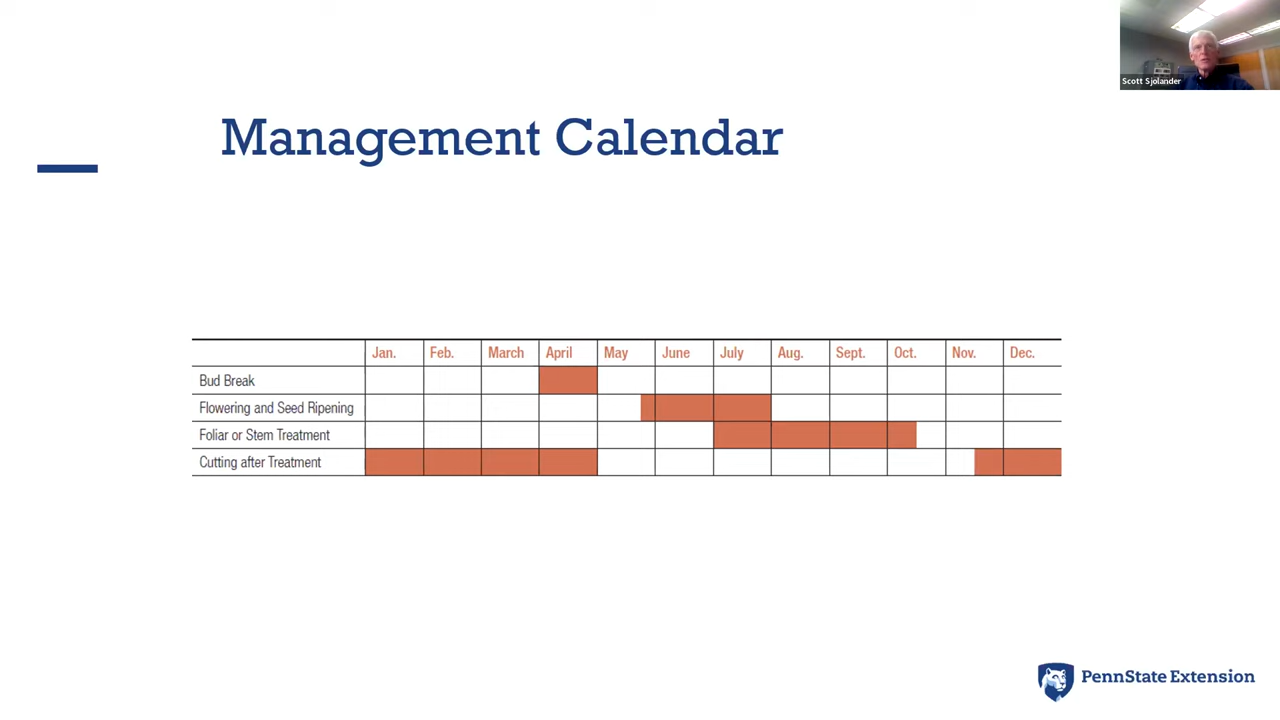 Scott Sjolander
Management Calendar
Jan. Feb. March April May June July Aug. Sept. Oct. Nov. Dec.
Bud Break
Flowering and Seed Ripening
Foliar or Stem Treatment
Cutting after Treatment
PennState Extension